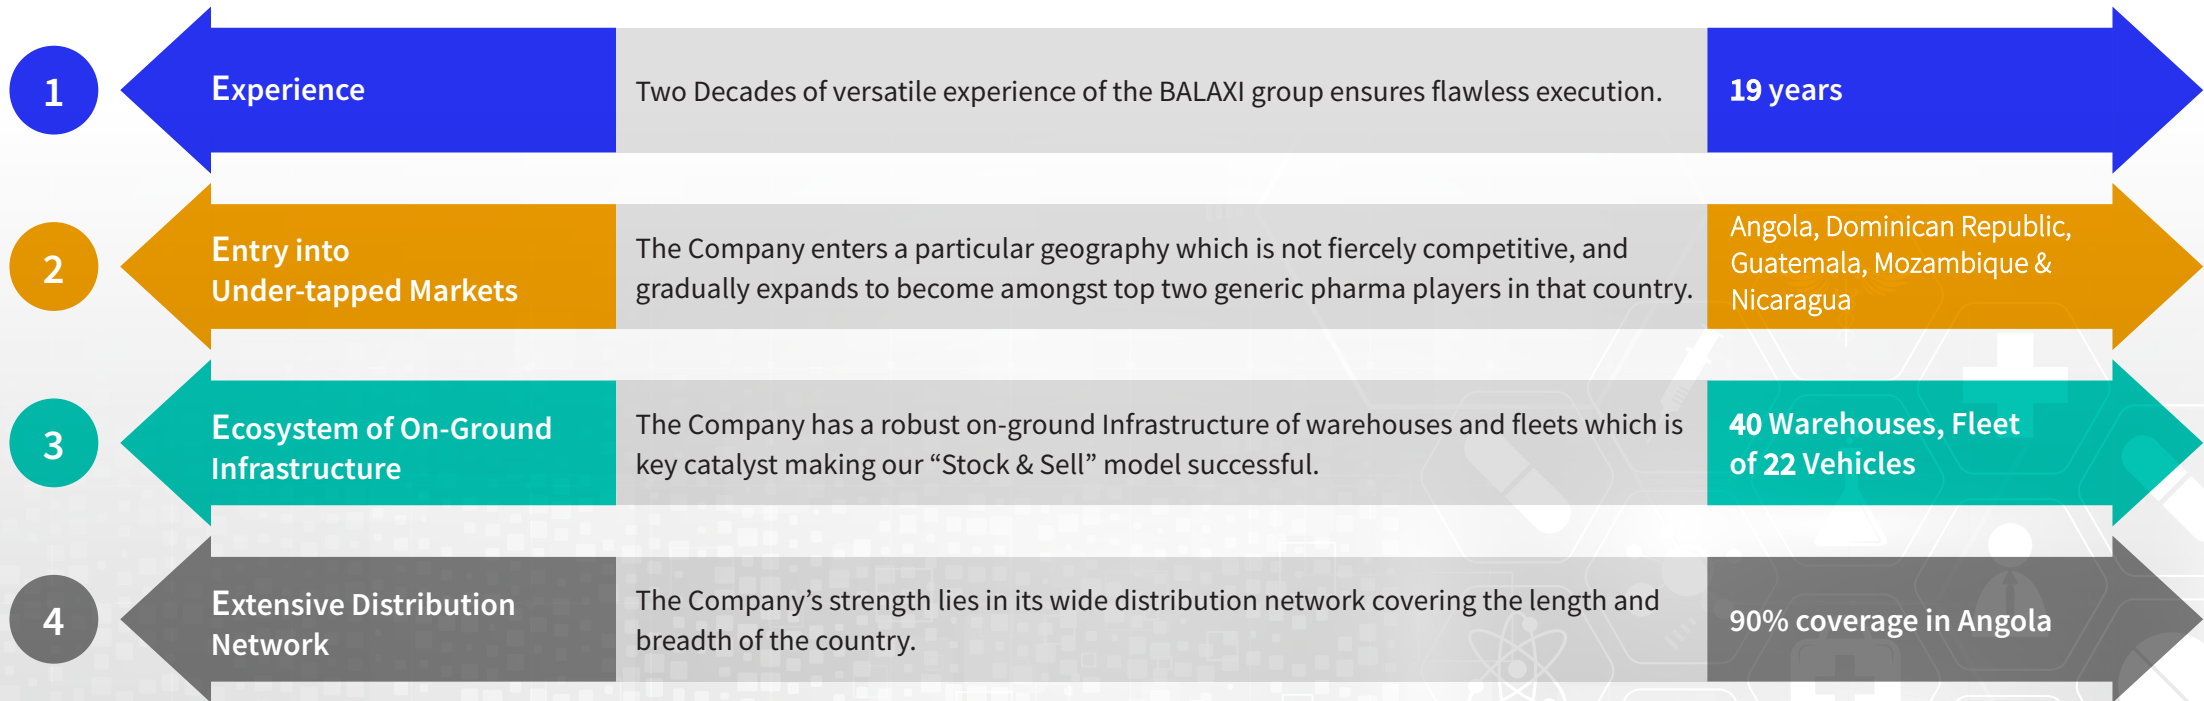 1
Experience
Two Decades of versatile experience of the BALAXI group ensures flawless execution.
19 years
2
Entry into
Under-tapped Markets
The Company enters a particular geography which is not fiercely competitive, and
gradually expands to become amongst top two generic pharma players in that country.
Angola, Dominican Republic,
Guatemala, Mozambique &
Nicaragua
3
Ecosystem of On-Ground
Infrastructure
The Company has a robust on-ground Infrastructure of warehouses and fleets which is
key catalyst making our “Stock & Sell” model successful.
40 Warehouses, Fleet
of 22 Vehicles
4
Extensive Distribution
Network
The Company’s strength lies in its wide distribution network covering the length and
breadth of the country.
90% coverage in Angola